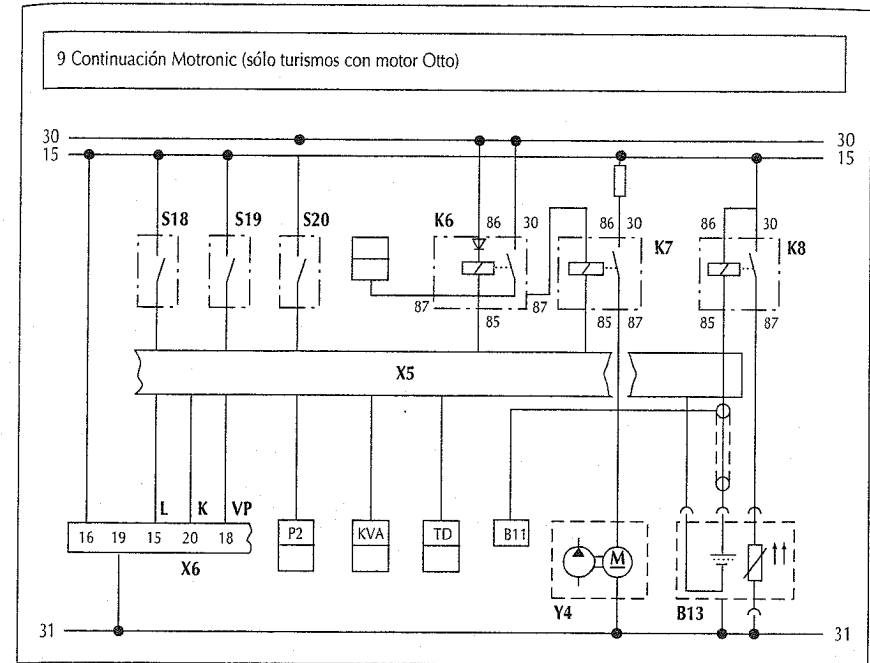 9 Continuación Motronic (sólo turismos con motor Otto)
30 30
15 15
S18 S19 S20 K6 86 30 86 30 K7 86 30 K8
87 85 87 85 87 85 87
X5
L K VP
16 19 15 20 18 P2 KVA TD B11 M
X6 Y4 B13
31 31